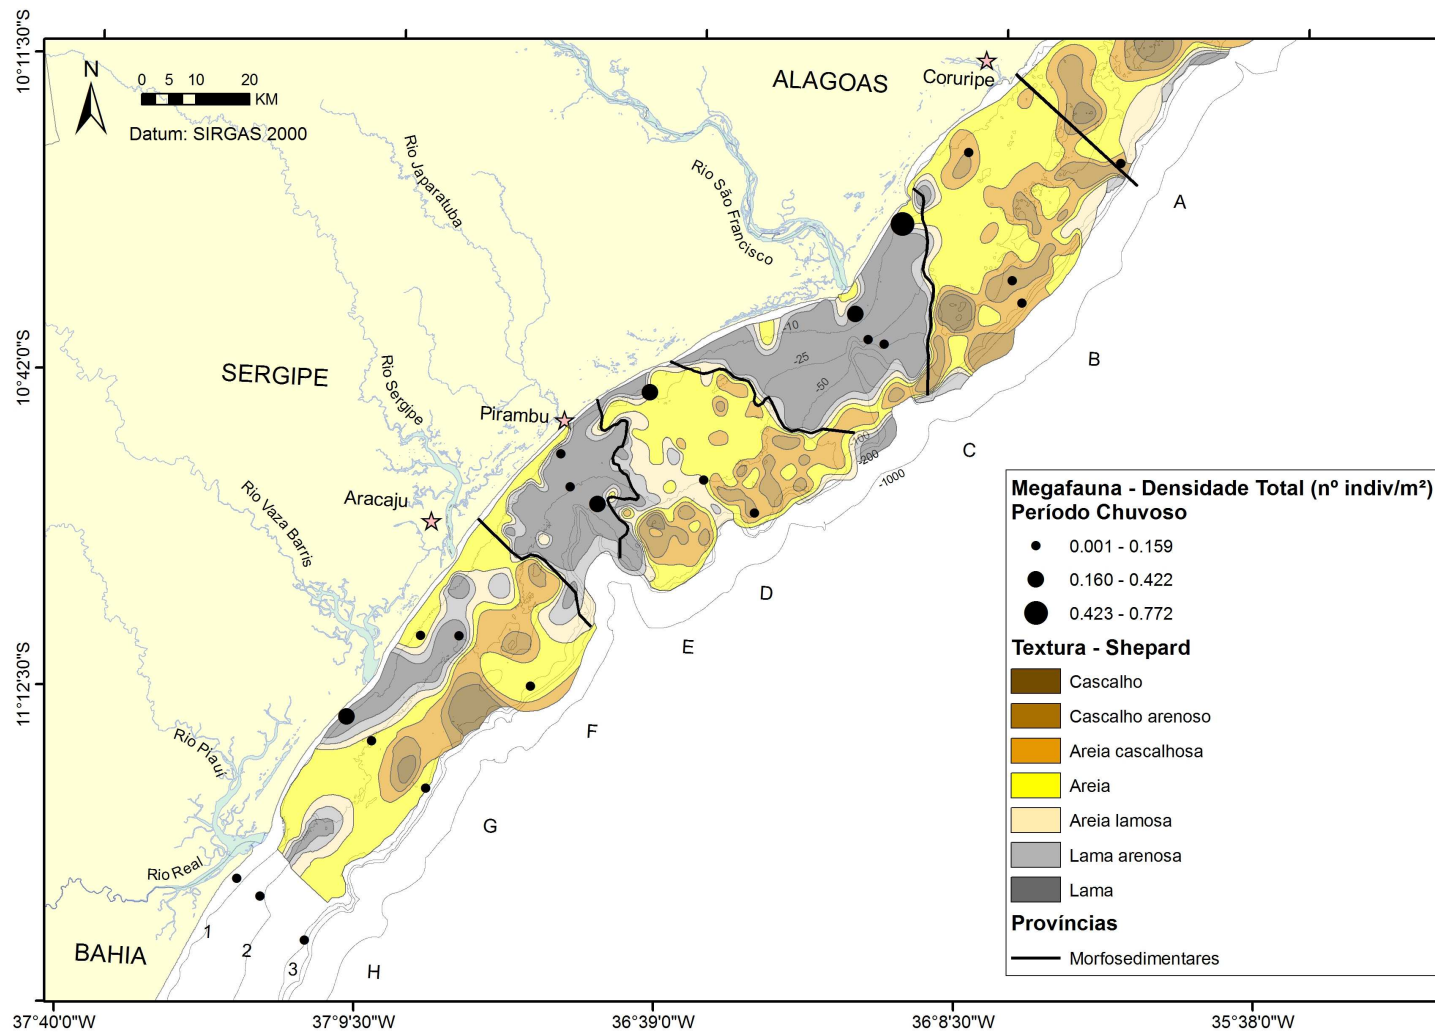 10°11'30"S
10°42'0"S
11°12'30"S
N
0 5 10 20
KM
Datum: SIRGAS 2000
ALAGOAS
Coruripe
Rio Japaratuba
Rio São Francisco
SERGIPE
Rio Sergipe
Pirambu
Aracaju
Rio Vaza Barris
Rio Piauí
Rio Real
BAHIA
-10
-25
-50
-100
-200
-1000
A
B
C
D
E
F
G
H
1
2
3
Megafauna - Densidade Total (nº indiv/m²)
Período Chuvoso
0.001 - 0.159
0.160 - 0.422
0.423 - 0.772
Textura - Shepard
Cascalho
Cascalho arenoso
Areia cascalhosa
Areia
Areia lamosa
Lama arenosa
Lama
Províncias
Morfosedimentares
37°40'0"W
37°9'30"W
36°39'0"W
36°8'30"W
35°38'0"W